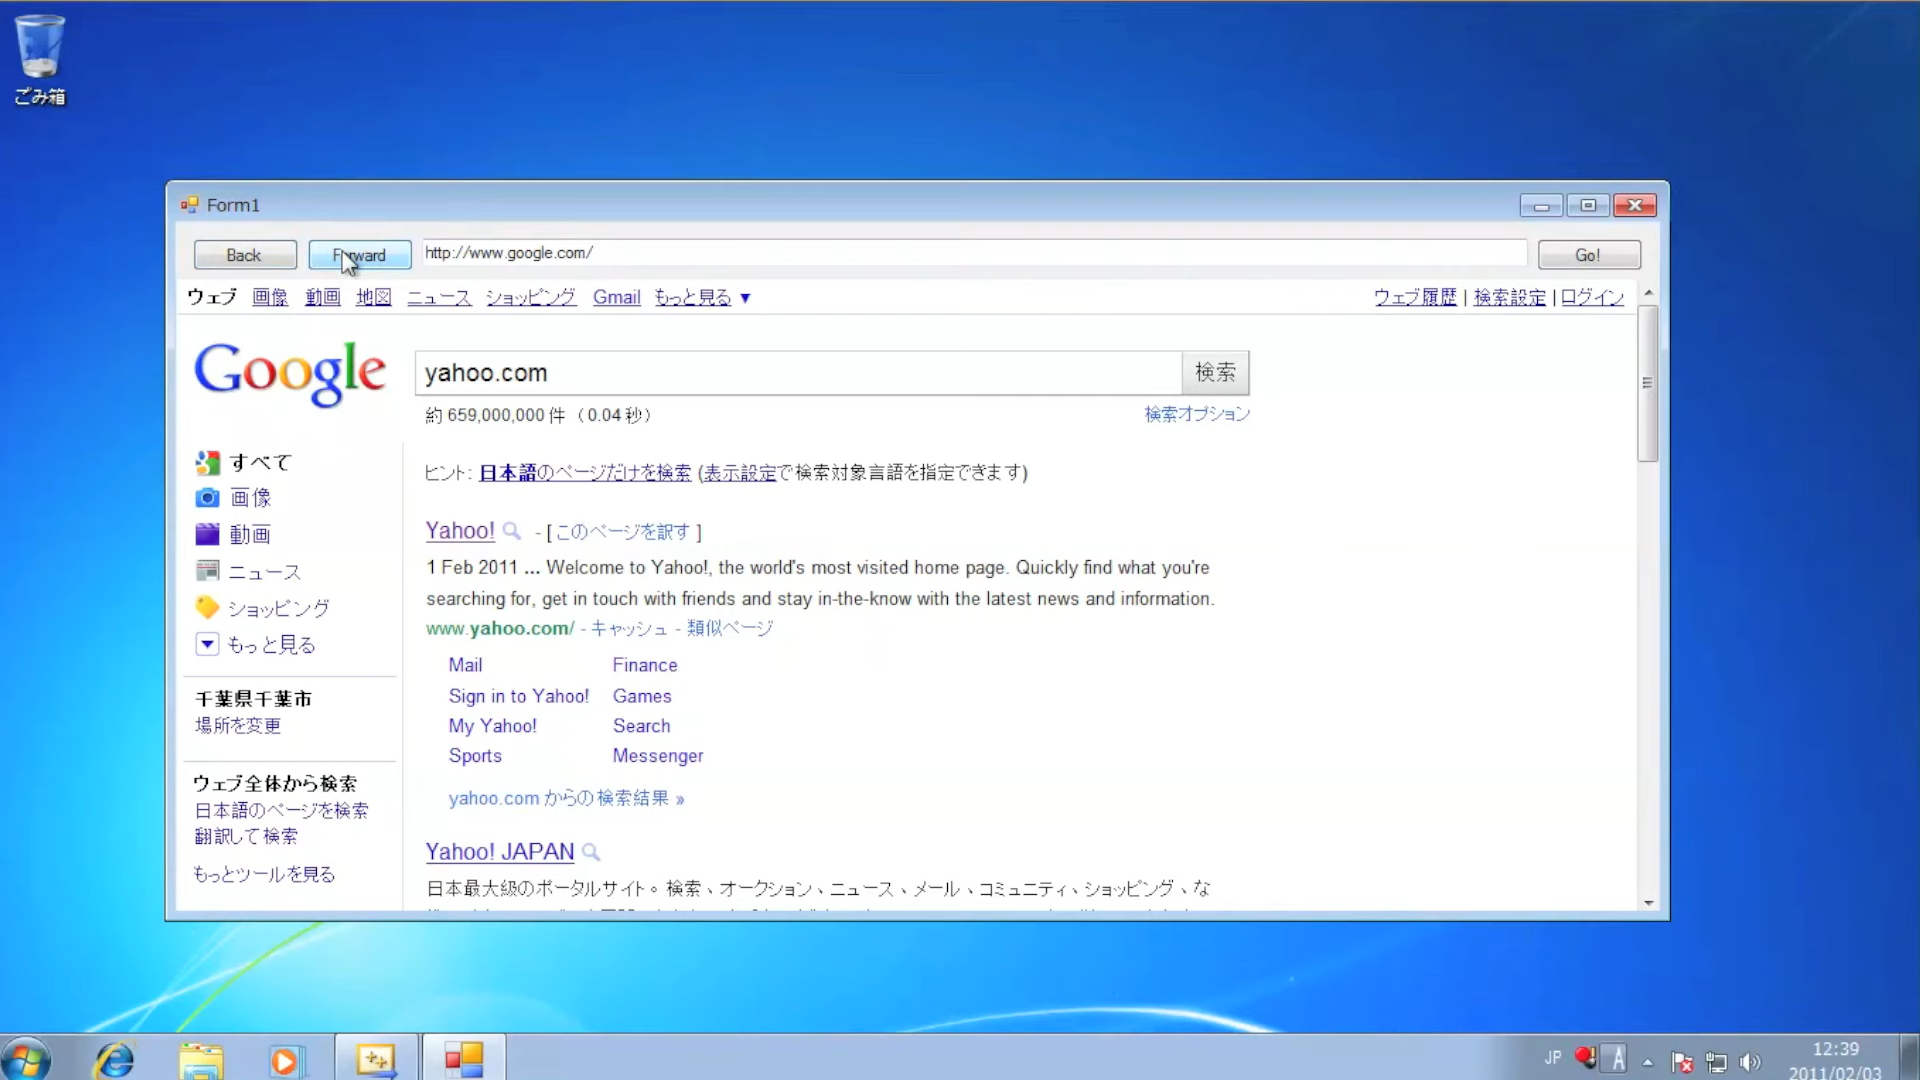 ごみ箱
Form1
Back Forward http://www.google.com/ Go!
ウェブ 画像 動画 地図 ニュース ショッピング Gmail もっと見る ▼ ウェブ履歴 | 検索設定 | ログイン
Google yahoo.com 検索
約 659,000,000 件 （0.04 秒） 検索オプション
すべて
画像
動画
ニュース
ショッピング
もっと見る
千葉県千葉市
場所を変更
ウェブ全体から検索
日本語のページを検索
翻訳して検索
もっとツールを見る
ヒント: 日本語のページだけを検索 (表示設定で検索対象言語を指定できます)
Yahoo! - [ このページを訳す ]
1 Feb 2011 ... Welcome to Yahoo!, the world's most visited home page. Quickly find what you're
searching for, get in touch with friends and stay in-the-know with the latest news and information.
www.yahoo.com/ - キャッシュ - 類似ページ
Mail Finance
Sign in to Yahoo! Games
My Yahoo! Search
Sports Messenger
yahoo.com からの検索結果 »
Yahoo! JAPAN
日本最大級のポータルサイト。検索、オークション、ニュース、メール、コミュニティ、ショッピング、な
JP A 12:39
2011/02/03